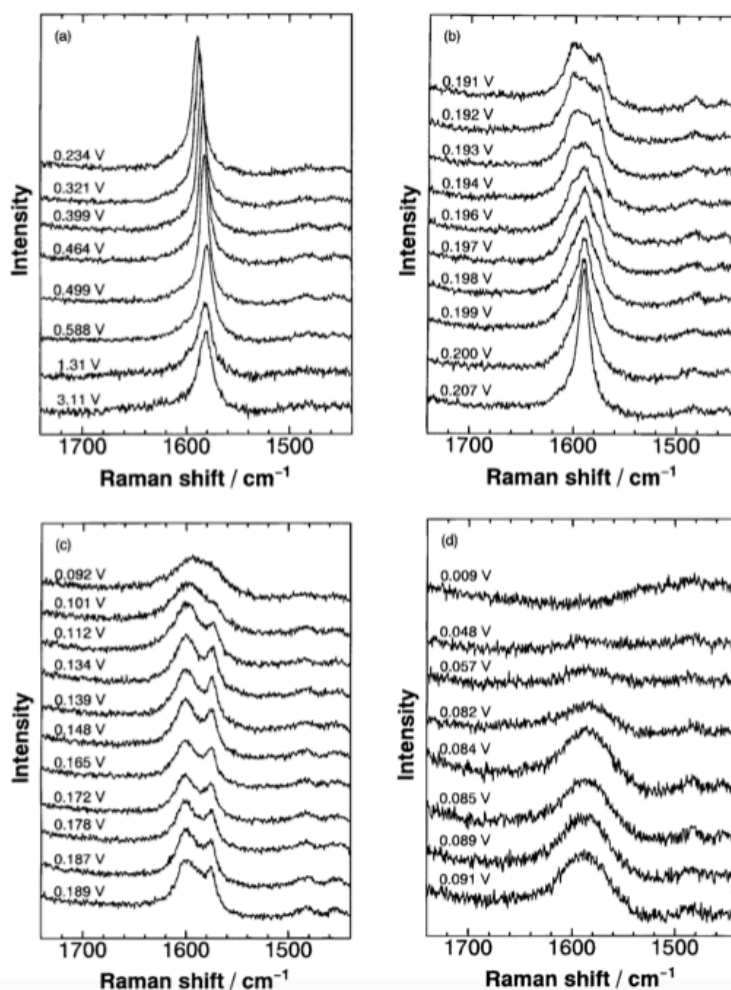 (a)
0.234 V
0.321 V
0.399 V
0.464 V
0.499 V
0.588 V
1.31 V
3.11 V
Intensity
1700 1600 1500
Raman shift / cm⁻¹
(b)
0.191 V
0.192 V
0.193 V
0.194 V
0.196 V
0.197 V
0.198 V
0.199 V
0.200 V
0.207 V
Intensity
1700 1600 1500
Raman shift / cm⁻¹
(c)
0.092 V
0.101 V
0.112 V
0.134 V
0.139 V
0.148 V
0.165 V
0.172 V
0.178 V
0.187 V
0.189 V
Intensity
1700 1600 1500
Raman shift / cm⁻¹
(d)
0.009 V
0.048 V
0.057 V
0.082 V
0.084 V
0.085 V
0.089 V
0.091 V
Intensity
1700 1600 1500
Raman shift / cm⁻¹